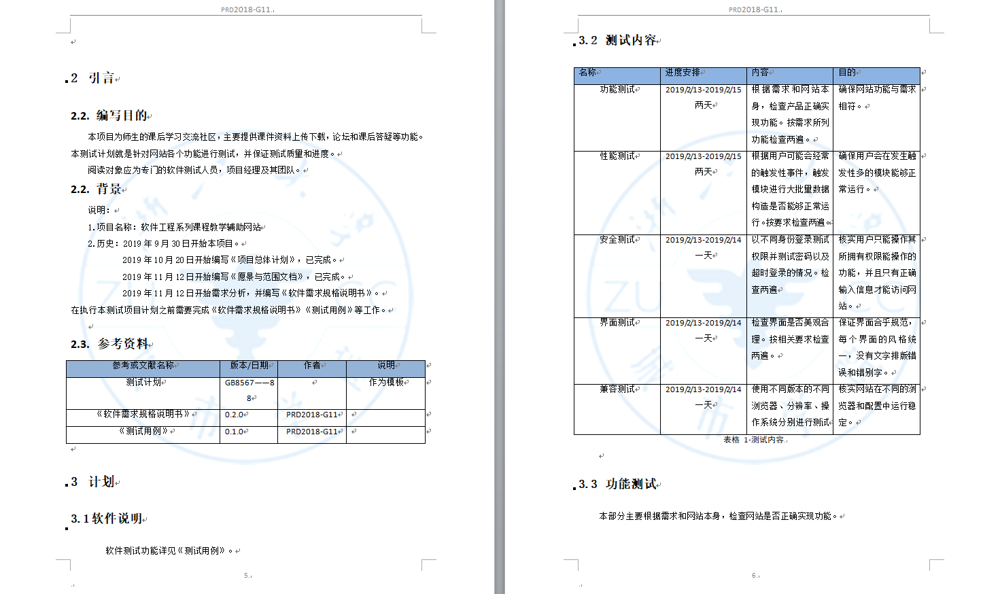 PRD2018-G11.
2 引言
2.2. 编写目的
本项目为师生的课后学习交流社区，主要提供课件资料上传下载，论坛和课后答疑等功能。
本测试计划就是针对网站各个功能进行测试，并保证测试质量和进度。
阅读对象应为专门的软件测试人员，项目经理及其团队。
2.2. 背景
说明：
1.项目名称：软件工程系列课程教学辅助网站
2.历史：2019 年 9 月 30 日开始本项目。
2019 年 10 月 20 日开始编写《项目总体计划》，已完成。
2019 年 11 月 12 日开始编写《愿景与范围文档》，已完成。
2019 年 11 月 12 日开始需求分析，并编写《软件需求规格说明书》。
在执行本测试项目计划之前需要完成《软件需求规格说明书》《测试用例》等工作。
2.3. 参考资料
参考或文献名称 版本/日期 作者 说明
测试计划 GB8567——8 作为模板
8
《软件需求规格说明书》 0.2.0 PRD2018-G11
《测试用例》 0.1.0 PRD2018-G11
3 计划
3.1软件说明
软件测试功能详见《测试用例》。
5.
PRD2018-G11.
3.2 测试内容
名称 进度安排 内容 目的
功能测试 2019/2/13-2019/2/15 根据需求和网站本 确保网站功能与需求
两天 身，检查产品正确实 相符。
现功能。按需求所列
功能检查两遍。
性能测试 2019/2/13-2019/2/15 根据用户可能会经常 确保用户会在发生触
两天 的触发性事件，触发 发性多的模块能够正
模块进行大批量数据 常运行。
构造是否能够正常运
行。按要求检查两遍。
安全测试 2019/2/13-2019/2/14 以不同身份登录测试 核实用户只能操作其
一天 权限并测试密码以及 所拥有权限能操作的
超时登录的情况。检 功能，并且只有正确
查两遍 输入信息才能访问网
站。
界面测试 2019/2/13-2019/2/14 检查界面是否美观合 保证界面合乎规范，
一天 理。按相关要求检查 每个界面的风格统
两遍。 一，没有文字排版错
误和错别字。
兼容测试 2019/2/13-2019/2/14 使用不同版本的不同 核实网站在不同的浏
一天 浏览器、分辨率、操 览器和配置中运行稳
作系统分别进行测试 定。
表格 1-测试内容.
3.3 功能测试
本部分主要根据需求和网站本身，检查网站是否正确实现功能。
6.